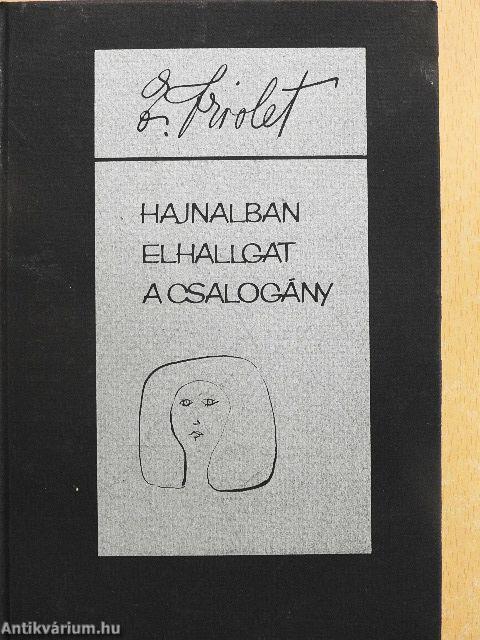 E. Triolet
HAJNALBAN
ELHALLGAT
A CSALOGÁNY
Antikvárium.hu